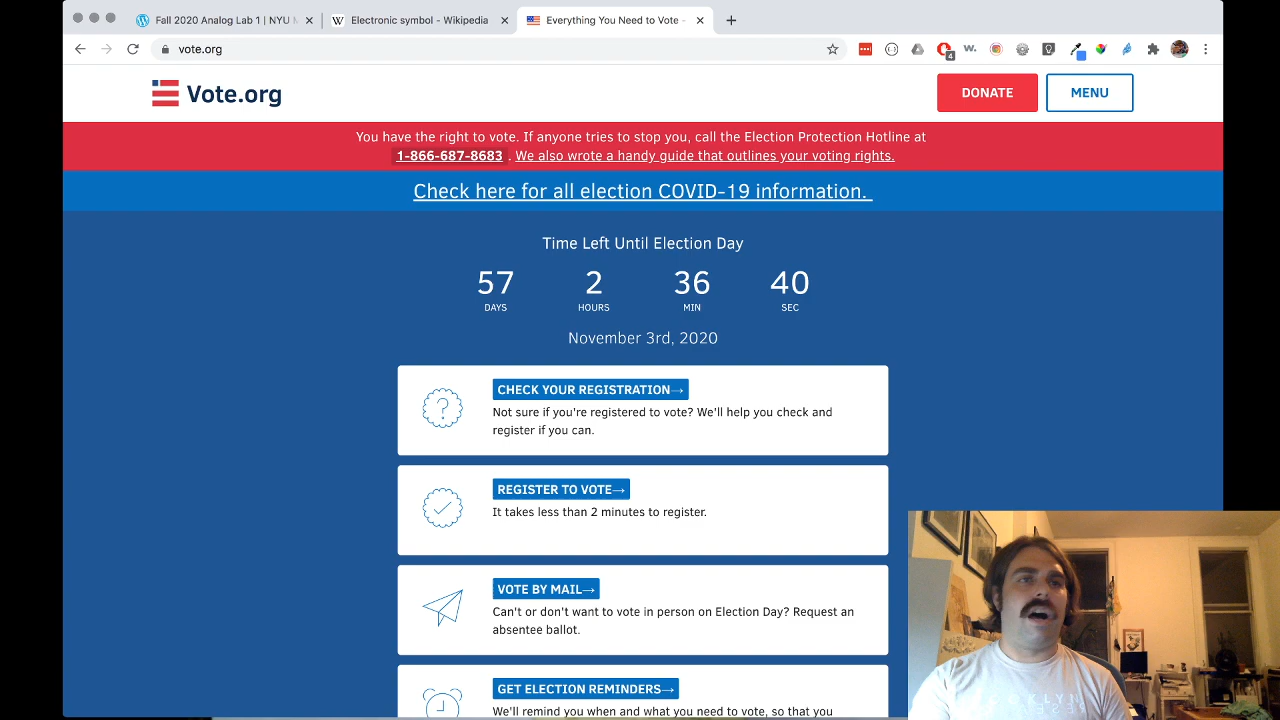 Fall 2020 Analog Lab 1 | NYU
Electronic symbol - Wikipedia
Everything You Need to Vote -
vote.org
Vote.org
DONATE
MENU
You have the right to vote. If anyone tries to stop you, call the Election Protection Hotline at
1-866-687-8683 . We also wrote a handy guide that outlines your voting rights.
Check here for all election COVID-19 information.
Time Left Until Election Day
57 2 36 40
DAYS HOURS MIN SEC
November 3rd, 2020
CHECK YOUR REGISTRATION→
Not sure if you're registered to vote? We'll help you check and
register if you can.
REGISTER TO VOTE→
It takes less than 2 minutes to register.
VOTE BY MAIL→
Can't or don't want to vote in person on Election Day? Request an
absentee ballot.
GET ELECTION REMINDERS→
We'll remind you when and what you need to vote, so that you